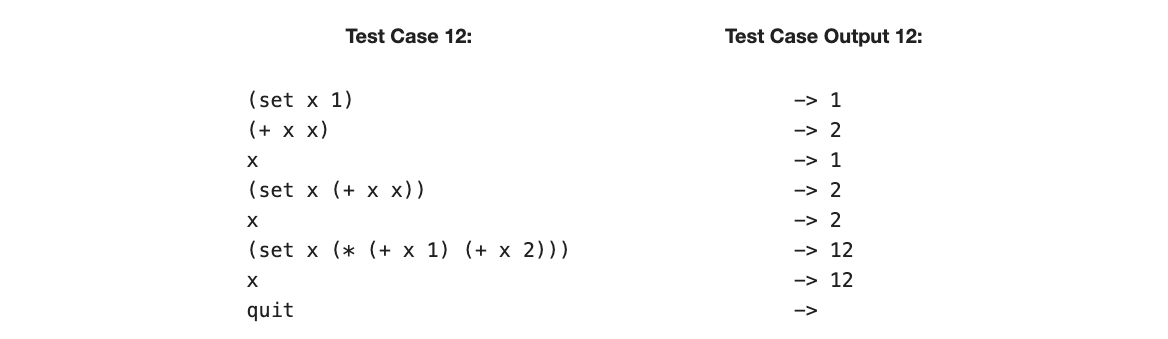 Test Case 12: Test Case Output 12:
(set x 1) -> 1
(+ x x) -> 2
x -> 1
(set x (+ x x)) -> 2
x -> 2
(set x (* (+ x 1) (+ x 2))) -> 12
x -> 12
quit ->